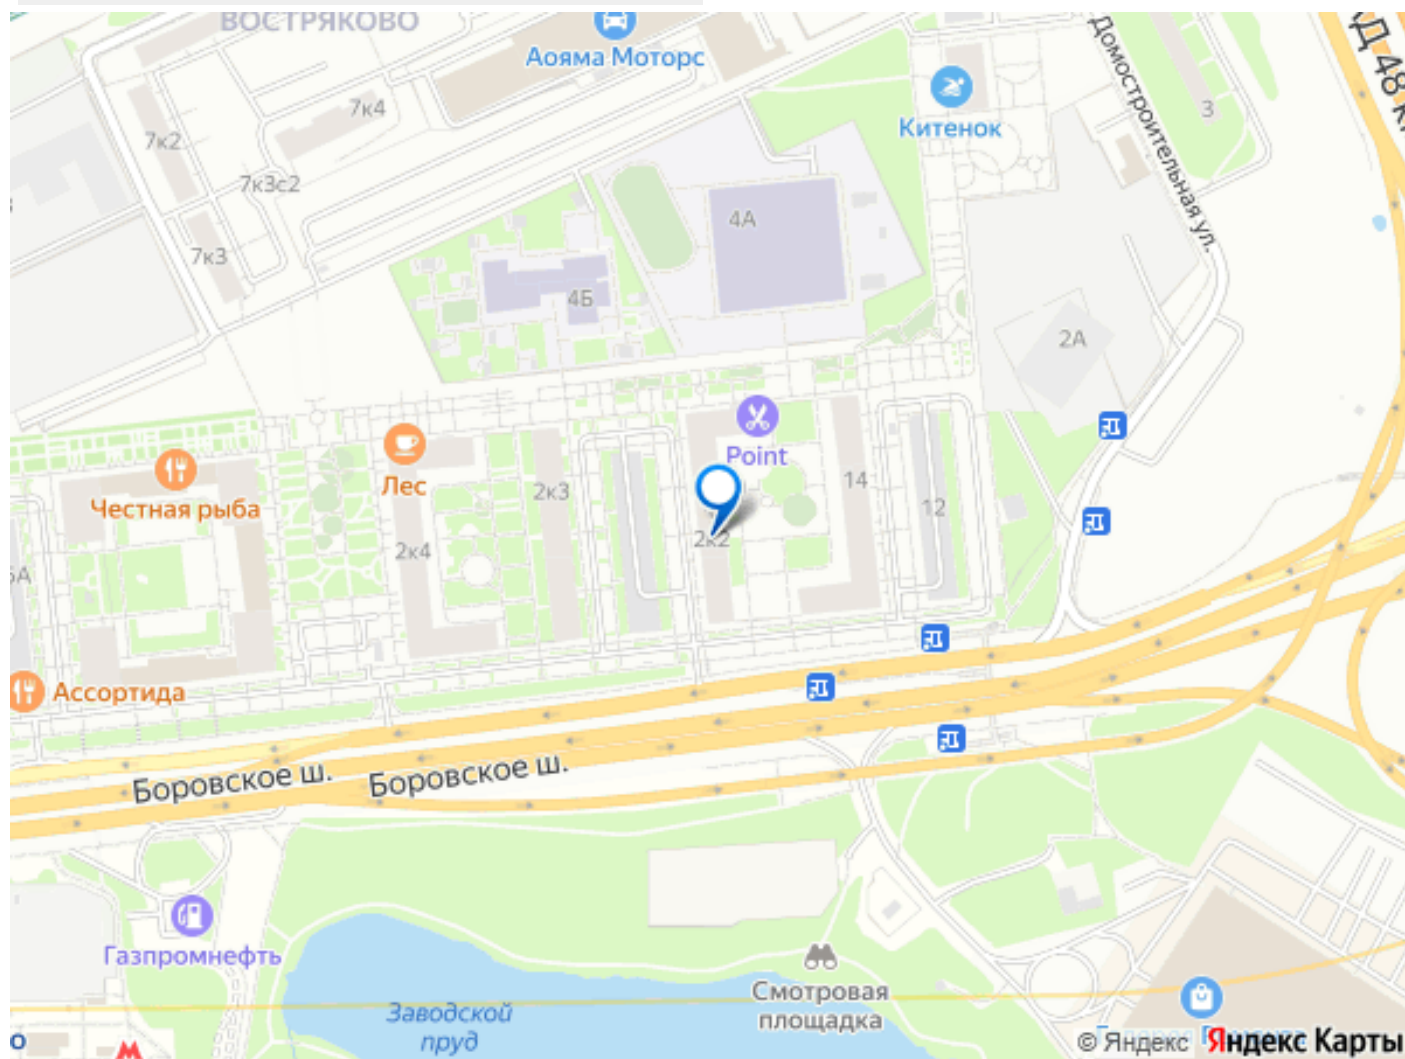 ВОСТРЯКОВО
Аояма Моторс
Домостроительная ул.
7к4
7к2
3
Китенок
7к3с2
4А
7к3
4Б
2А
Point
Лес
Честная рыба
2к3
14
12
2к2
2к4
Ассортида
Боровское ш.
Боровское ш.
Газпромнефть
Смотровая
площадка
Заводской
пруд
© Яндекс
Яндекс Карты